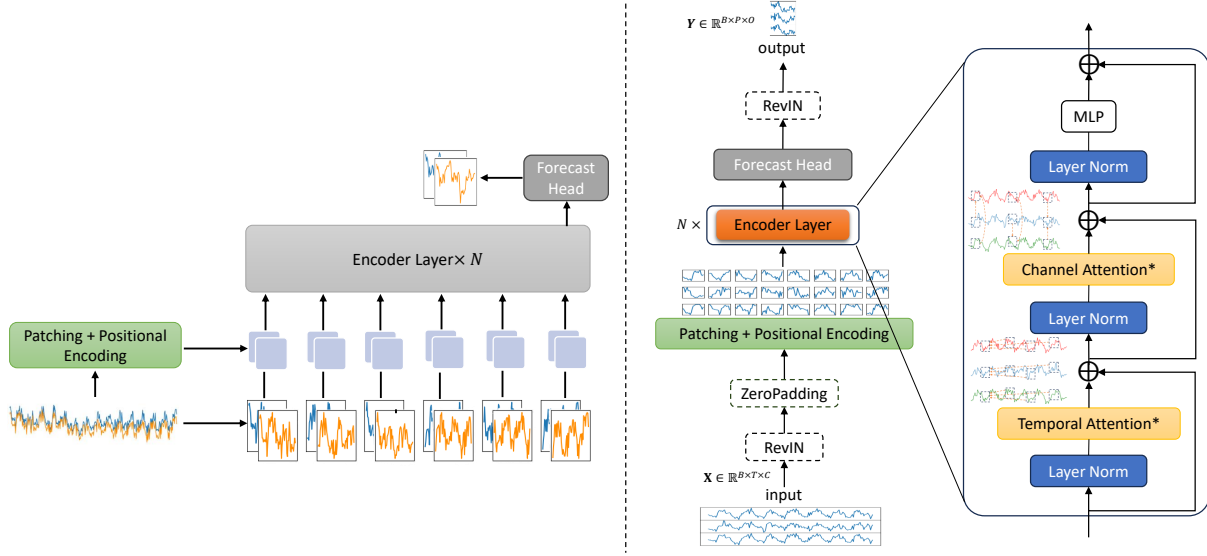 Forecast
Head
Encoder Layer× N
Patching + Positional
Encoding
Y ∈ ℝ^{B×P×O}
output
RevIN
Forecast Head
N ×
Encoder Layer
Patching + Positional Encoding
ZeroPadding
RevIN
X ∈ ℝ^{B×T×C}
input
MLP
Layer Norm
Channel Attention*
Layer Norm
Temporal Attention*
Layer Norm